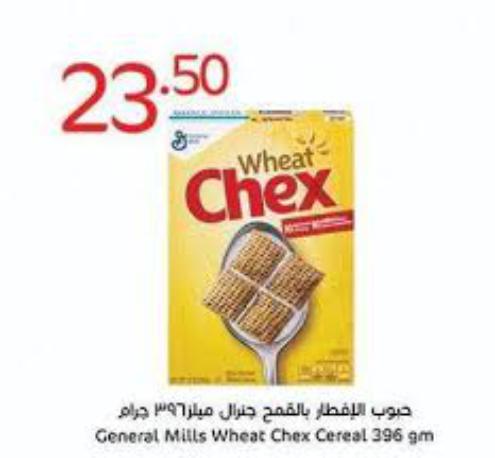 23.50
Wheat
Chex
حبوب الإفطار بالقمح جنرال ميلز ٣٩٦ جرام
General Mills Wheat Chex Cereal 396 gm